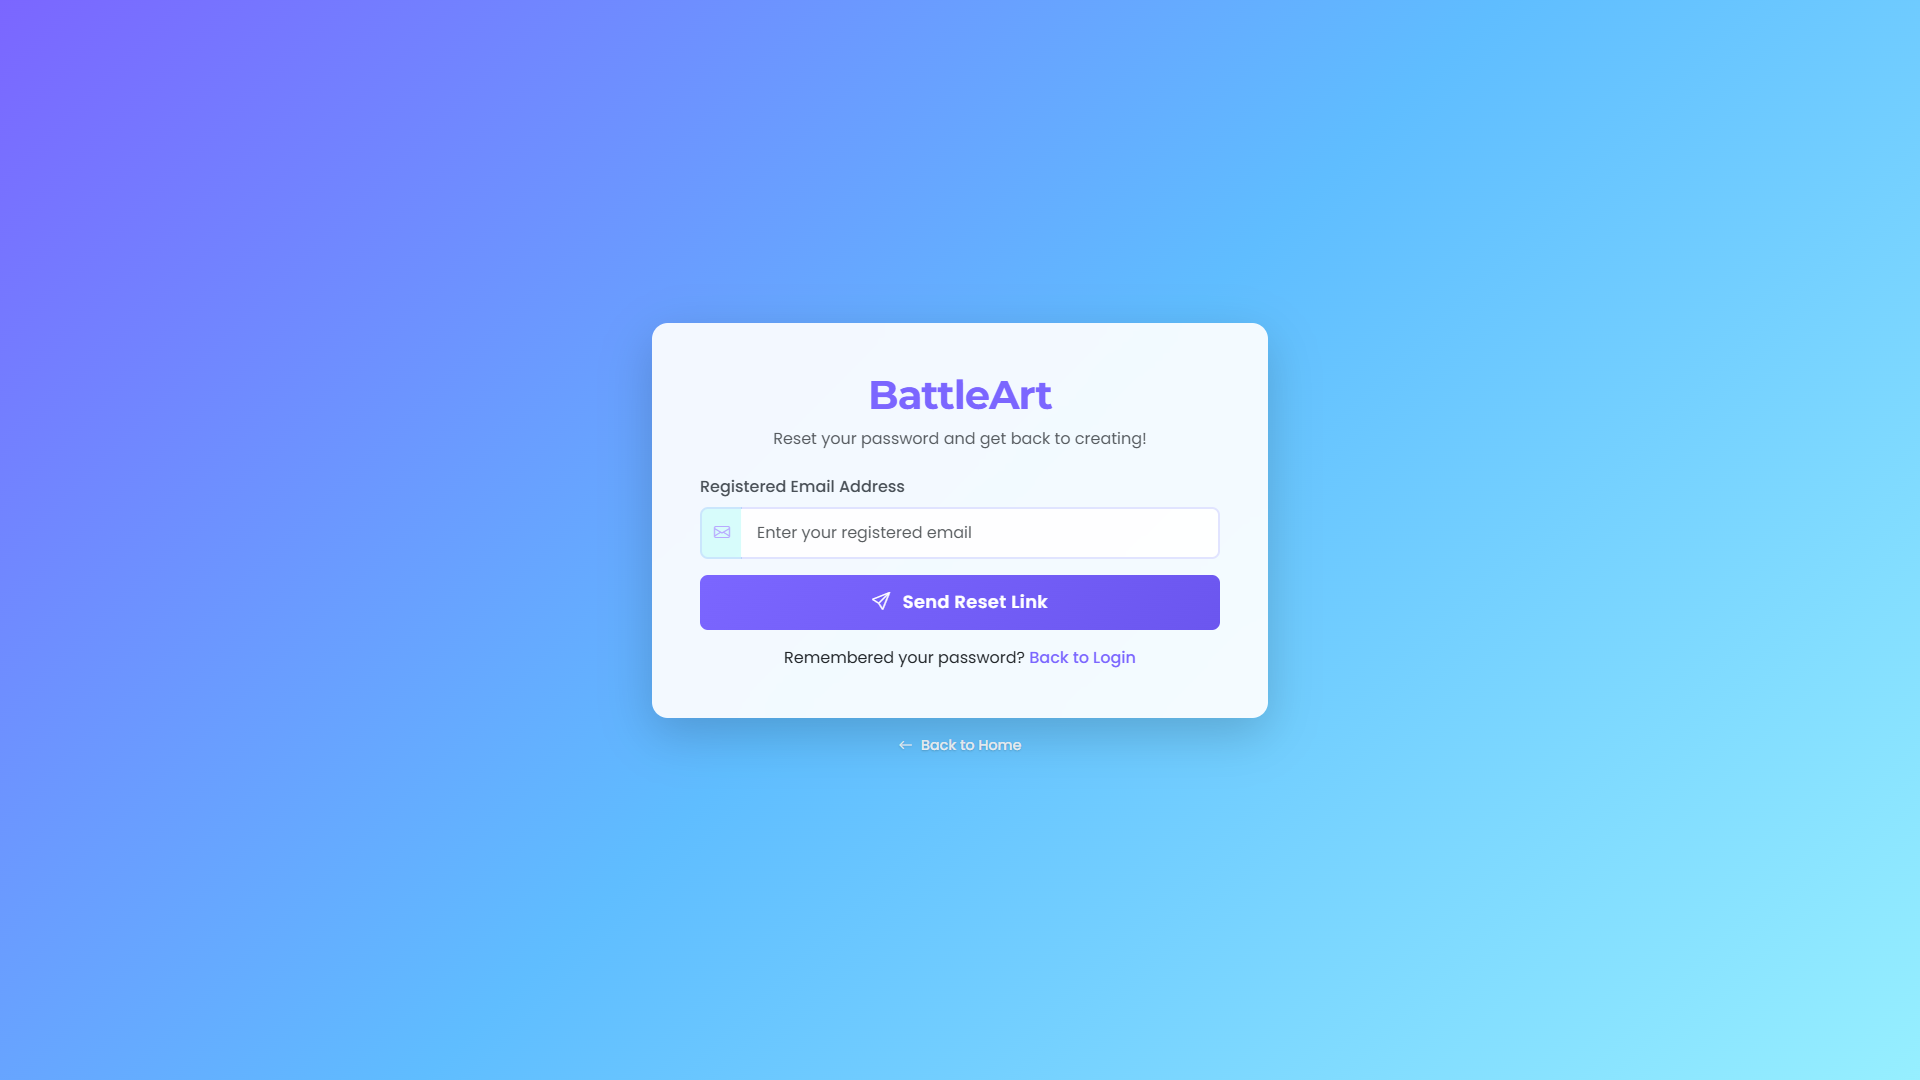 BattleArt
Reset your password and get back to creating!
Registered Email Address
Enter your registered email
Send Reset Link
Remembered your password? Back to Login
Back to Home